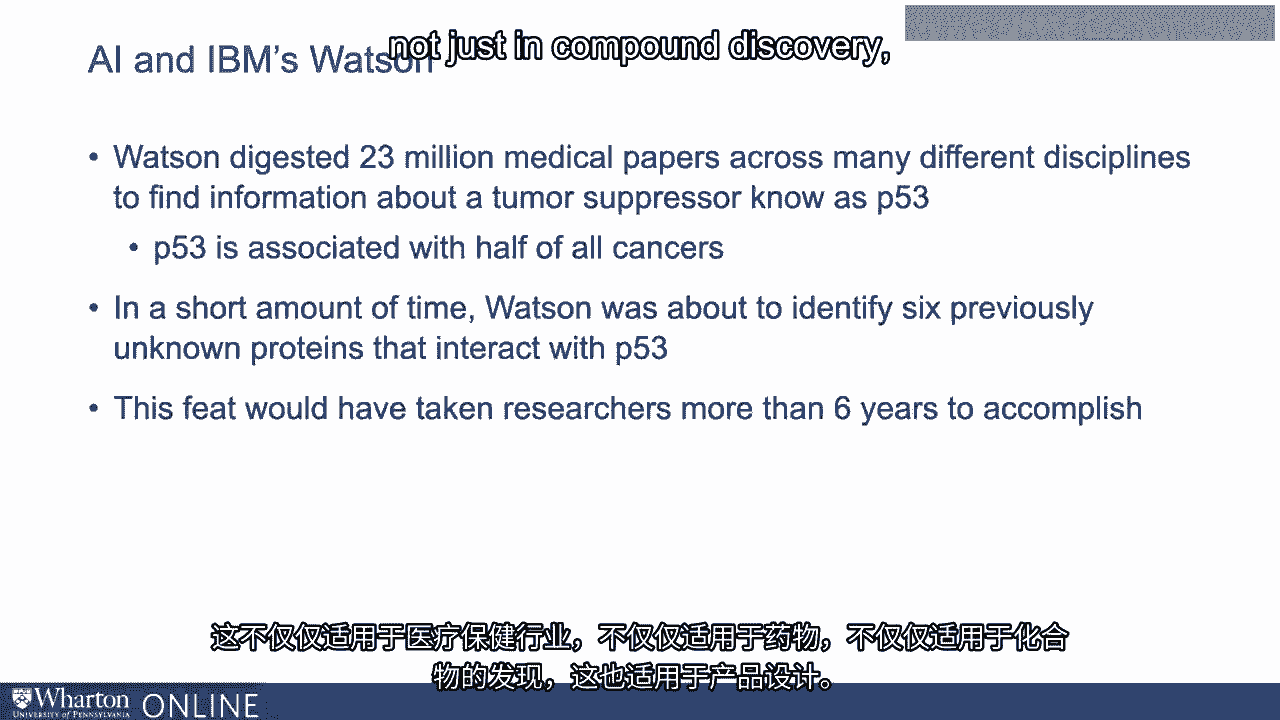 not just in compound discovery,
AI and IBM's Watson
• Watson digested 23 million medical papers across many different disciplines
to find information about a tumor suppressor know as p53
• p53 is associated with half of all cancers
• In a short amount of time, Watson was about to identify six previously
unknown proteins that interact with p53
• This feat would have taken researchers more than 6 years to accomplish
这不仅仅适用于医疗保健行业，不仅仅适用于药物，不仅仅适用于化合
物的发现，这也适用于产品设计。
Wharton ONLINE
UNIVERSITY of PENNSYLVANIA